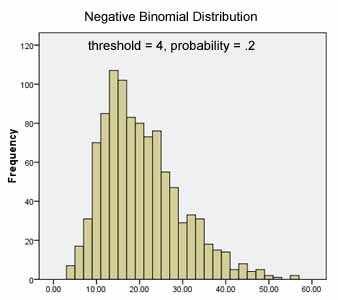 Negative Binomial Distribution
threshold = 4, probability = .2
120
100
80
60
40
20
0
Frequency
0.00 10.00 20.00 30.00 40.00 50.00 60.00